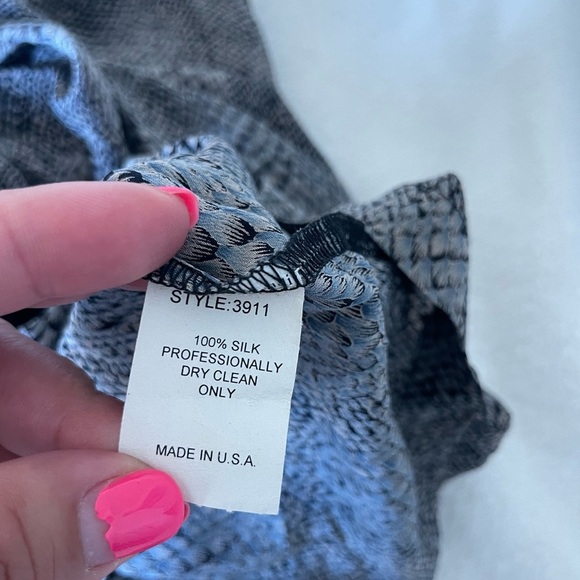 STYLE:3911
100% SILK
PROFESSIONALLY
DRY CLEAN
ONLY
MADE IN U.S.A.